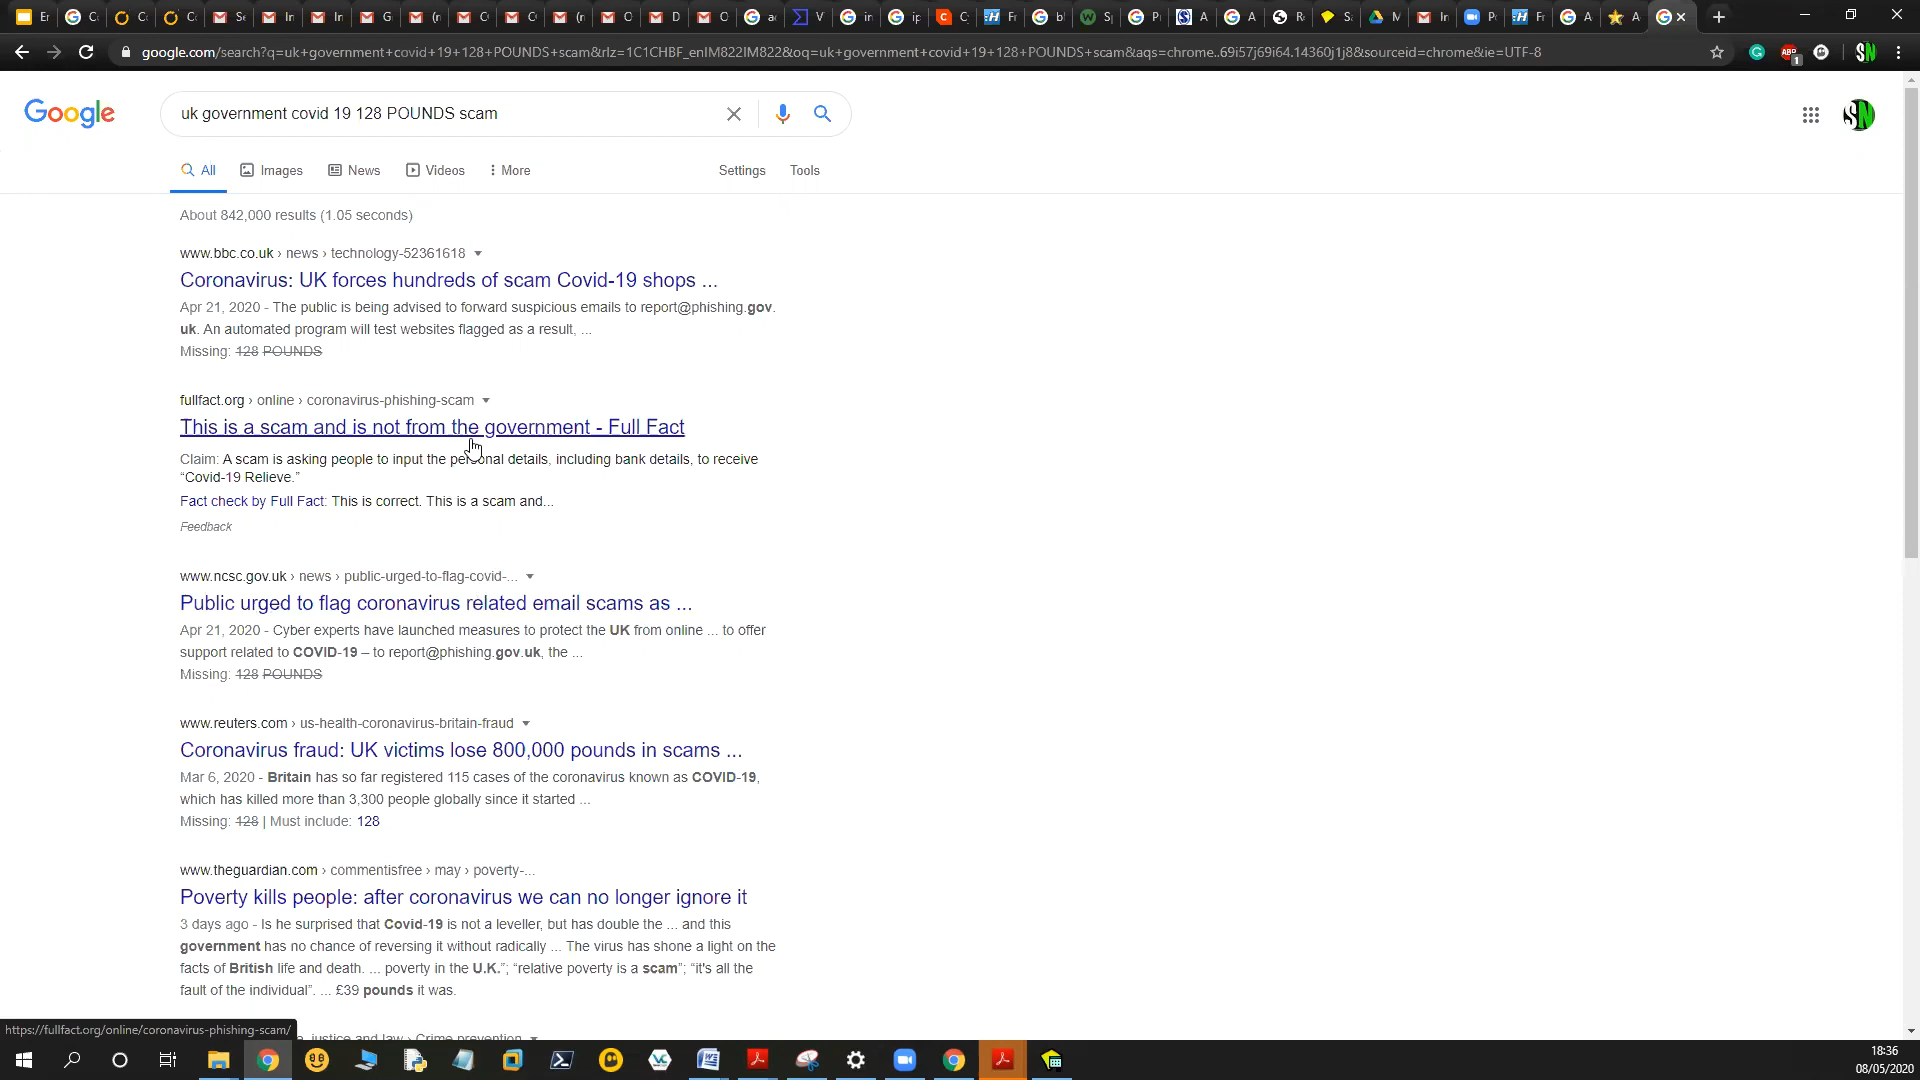 google.com/search?q=uk+government+covid+19+128+POUNDS+scam&rlz=1C1CHBF_enIM822IM822&oq=uk+government+covid+19+128+POUNDS+scam&aqs=chrome..69i57j69i64.14360j1j8&sourceid=chrome&ie=UTF-8
Google
uk government covid 19 128 POUNDS scam
SN
All Images News Videos More Settings Tools
About 842,000 results (1.05 seconds)
www.bbc.co.uk › news › technology-52361618
Coronavirus: UK forces hundreds of scam Covid-19 shops ...
Apr 21, 2020 - The public is being advised to forward suspicious emails to report@phishing.gov.
uk. An automated program will test websites flagged as a result, ...
Missing: 128 POUNDS
fullfact.org › online › coronavirus-phishing-scam
This is a scam and is not from the government - Full Fact
Claim: A scam is asking people to input the personal details, including bank details, to receive
“Covid-19 Relieve.”
Fact check by Full Fact: This is correct. This is a scam and...
Feedback
www.ncsc.gov.uk › news › public-urged-to-flag-covid-...
Public urged to flag coronavirus related email scams as ...
Apr 21, 2020 - Cyber experts have launched measures to protect the UK from online ... to offer
support related to COVID-19 – to report@phishing.gov.uk, the ...
Missing: 128 POUNDS
www.reuters.com › us-health-coronavirus-britain-fraud
Coronavirus fraud: UK victims lose 800,000 pounds in scams ...
Mar 6, 2020 - Britain has so far registered 115 cases of the coronavirus known as COVID-19,
which has killed more than 3,300 people globally since it started ...
Missing: 128 | Must include: 128
www.theguardian.com › commentisfree › may › poverty-...
Poverty kills people: after coronavirus we can no longer ignore it
3 days ago - Is he surprised that Covid-19 is not a leveller, but has double the ... and this
government has no chance of reversing it without radically ... The virus has shone a light on the
facts of British life and death. ... poverty in the U.K.”; “relative poverty is a scam”; “it's all the
fault of the individual”. ... £39 pounds it was.
https://fullfact.org/online/coronavirus-phishing-scam/
justice and law › Crime prevention
18:36
08/05/2020